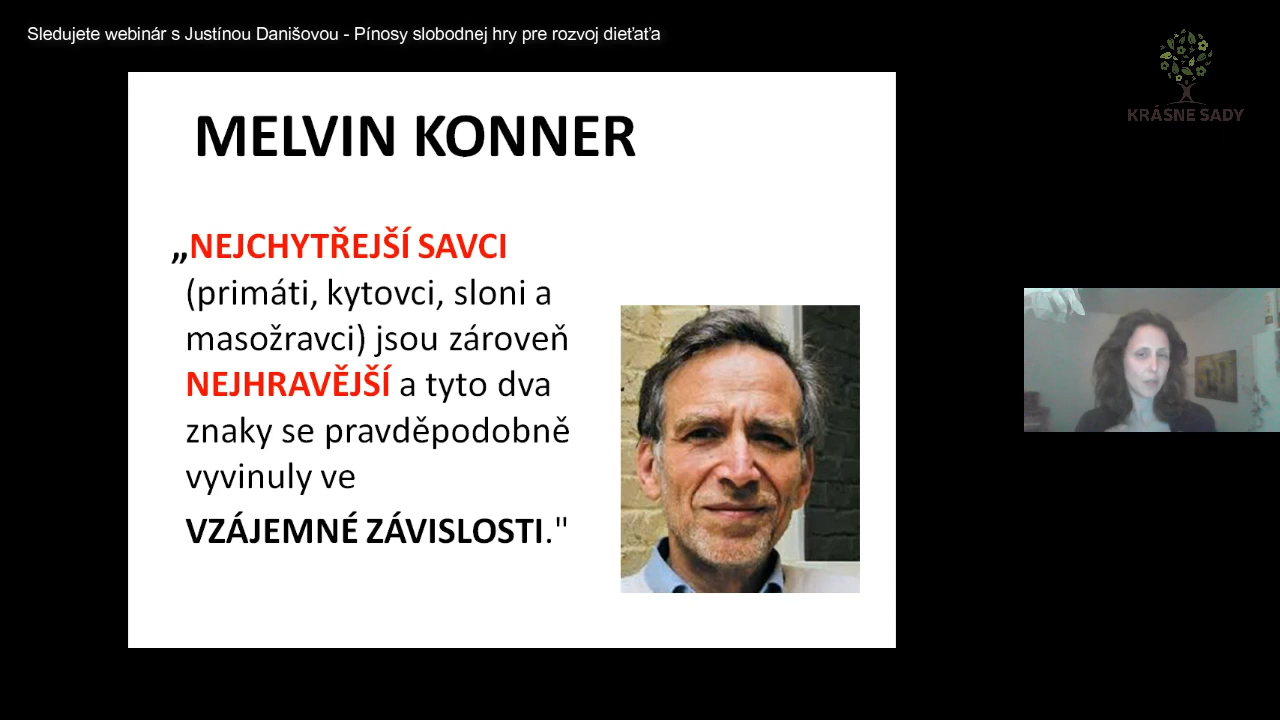 Sledujete webinár s Justínou Danišovou - Pínosy slobodnej hry pre rozvoj dieťaťa
KRÁSNE SADY
MELVIN KONNER
„NEJCHYTŘEJŠÍ SAVCI
(primáti, kytovci, sloni a
masožravci) jsou zároveň
NEJHRAVĚJŠÍ a tyto dva
znaky se pravděpodobně
vyvinuly ve
VZÁJEMNÉ ZÁVISLOSTI."